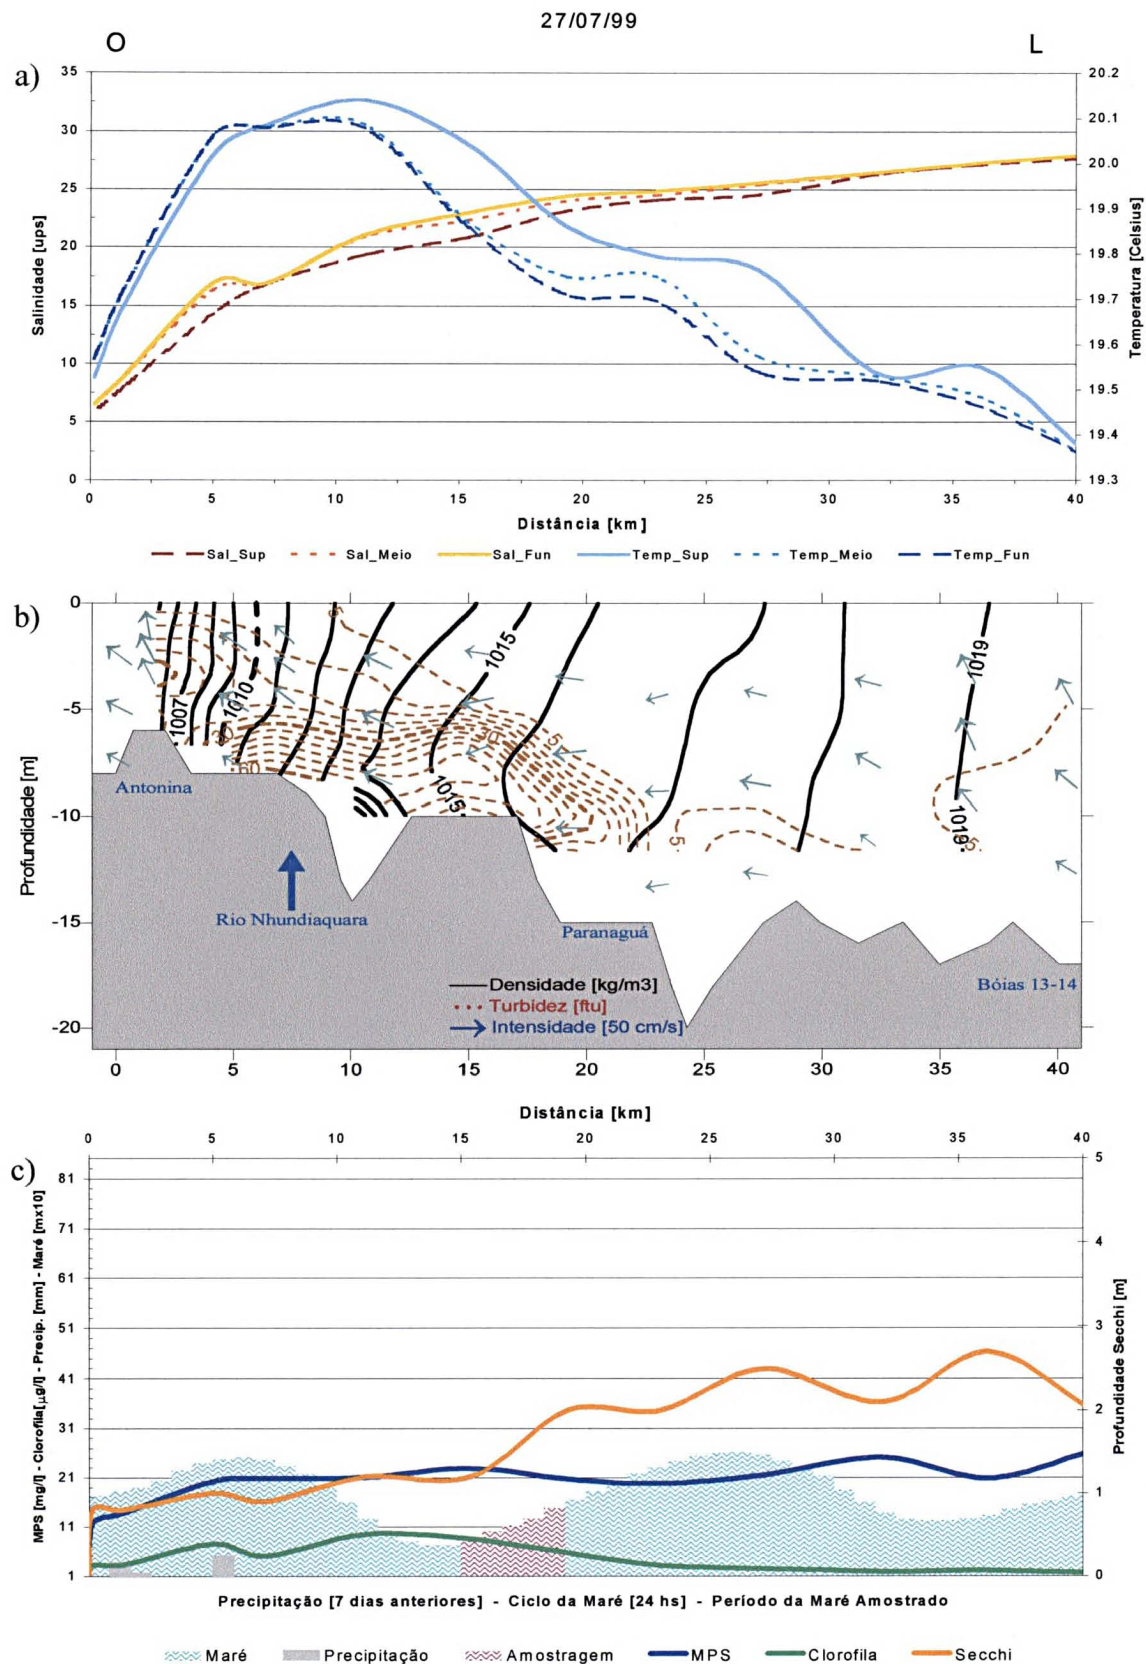 27/07/99
O L
a)
35 30 25 20 15 10 5 0
Salinidade [ups]
20.2 20.1 20.0 19.9 19.8 19.7 19.6 19.5 19.4 19.3
Temperatura [Celsius]
0 5 10 15 20 25 30 35 40
Distância [km]
Sal_Sup Sal_Meio Sal_Fun Temp_Sup Temp_Meio Temp_Fun
b)
0 -5 -10 -15 -20
Profundidade [m]
5 1015 1019
1007 1010
30 30 5
60 1015 5 1019 5
Antonina
Rio Nhundiaquara
Paranaguá
Bóias 13-14
Densidade [kg/m3]
Turbidez [ftu]
Intensidade [50 cm/s]
0 5 10 15 20 25 30 35 40
Distância [km]
0 5 10 15 20 25 30 35 40
c)
81 71 61 51 41 31 21 11 1
MPS [mg/l] - Clorofila[µg/l] - Precip. [mm] - Maré [mx10]
5 4 3 2 1 0
Profundidade Secchi [m]
Precipitação [7 dias anteriores] - Ciclo da Maré [24 hs] - Período da Maré Amostrado
Maré Precipitação Amostragem MPS Clorofila Secchi